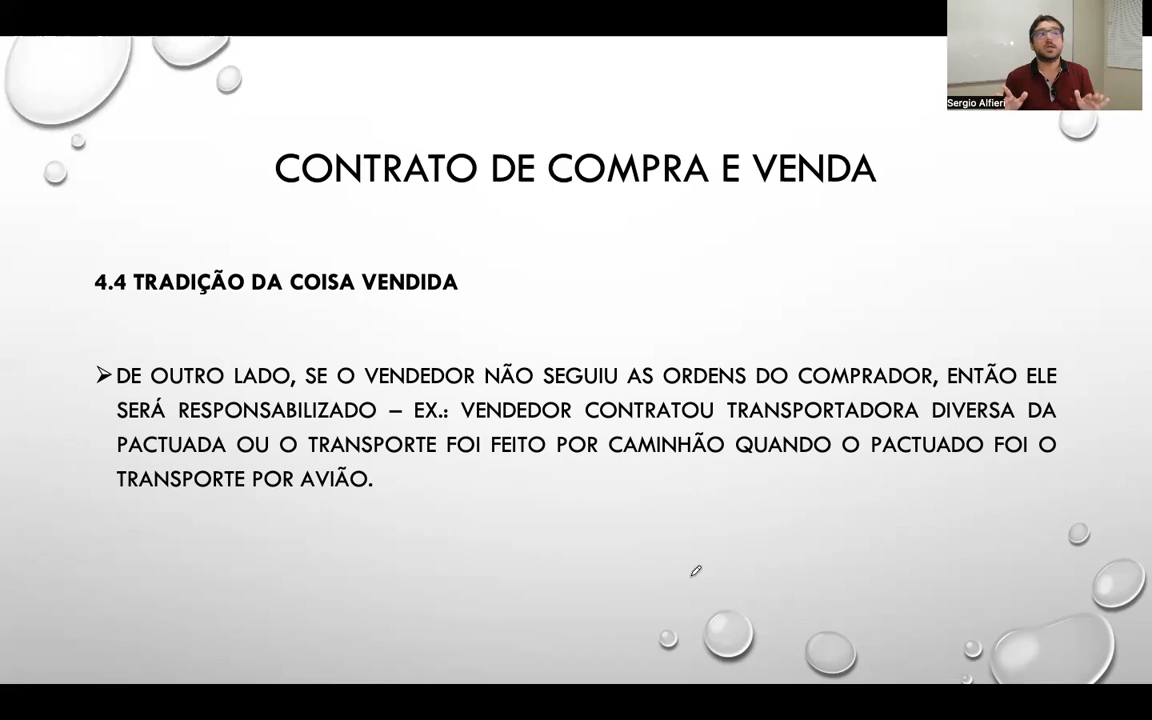 Sergio Alfieri
CONTRATO DE COMPRA E VENDA
4.4 TRADIÇÃO DA COISA VENDIDA
➢DE OUTRO LADO, SE O VENDEDOR NÃO SEGUIU AS ORDENS DO COMPRADOR, ENTÃO ELE
SERÁ RESPONSABILIZADO – EX.: VENDEDOR CONTRATOU TRANSPORTADORA DIVERSA DA
PACTUADA OU O TRANSPORTE FOI FEITO POR CAMINHÃO QUANDO O PACTUADO FOI O
TRANSPORTE POR AVIÃO.